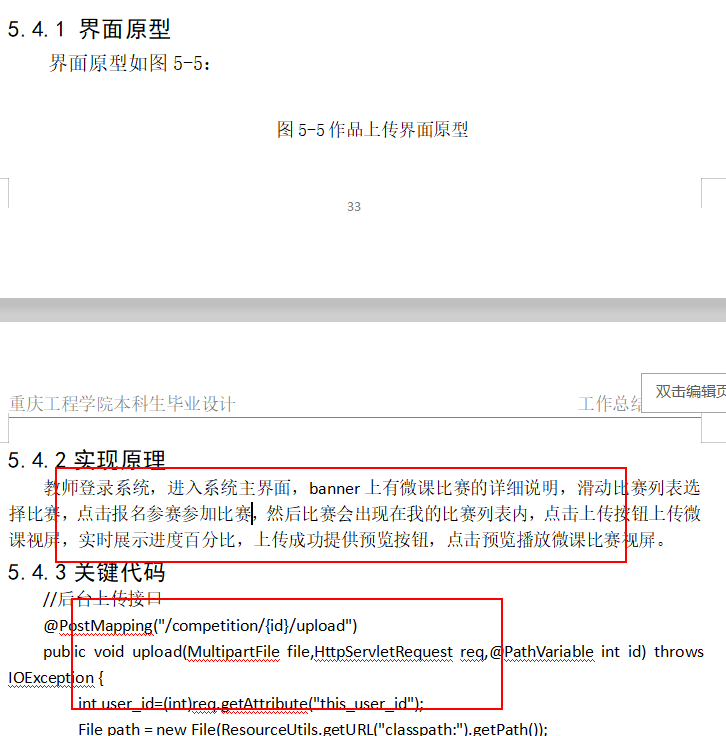 5.4.1 界面原型
界面原型如图 5-5：
图 5-5 作品上传界面原型
33
重庆工程学院本科生毕业设计
工作总结
双击编辑页
5.4.2 实现原理
教师登录系统，进入系统主界面，banner 上有微课比赛的详细说明，滑动比赛列表选
择比赛，点击报名参赛参加比赛，然后比赛会出现在我的比赛列表内，点击上传按钮上传微
课视屏，实时展示进度百分比，上传成功提供预览按钮，点击预览播放微课比赛视屏。
5.4.3 关键代码
//后台上传接口
@PostMapping("/competition/{id}/upload")
public void upload(MultipartFile file,HttpServletRequest req,@PathVariable int id) throws
IOException {
int user_id=(int)req.getAttribute("this_user_id");
File path = new File(ResourceUtils.getURL("classpath:").getPath());